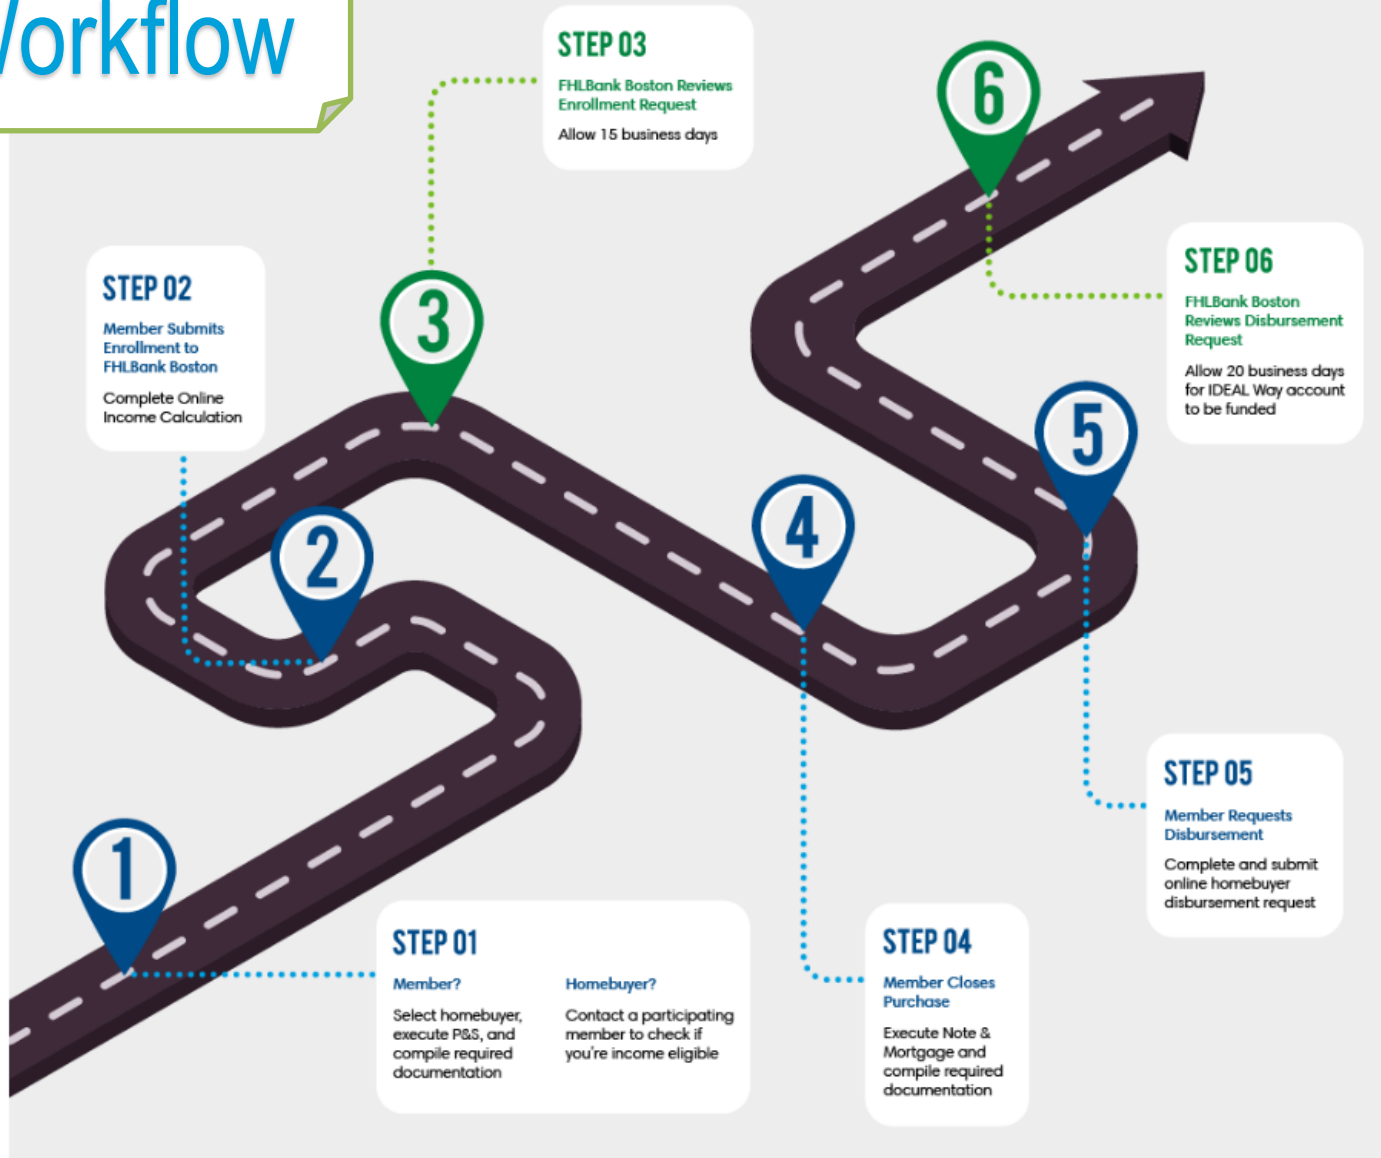 orkflow
STEP 03
FHLBank Boston Reviews
Enrollment Request
Allow 15 business days
6
STEP 06
FHLBank Boston
Reviews Disbursement
Request
Allow 20 business days
for IDEAL Way account
to be funded
STEP 02
Member Submits
Enrollment to
FHLBank Boston
Complete Online
Income Calculation
3
5
4
2
STEP 05
Member Requests
Disbursement
Complete and submit
online homebuyer
disbursement request
1
STEP 01
Member?
Select homebuyer,
execute P&S, and
compile required
documentation
Homebuyer?
Contact a participating
member to check if
you're income eligible
STEP 04
Member Closes
Purchase
Execute Note &
Mortgage and
compile required
documentation